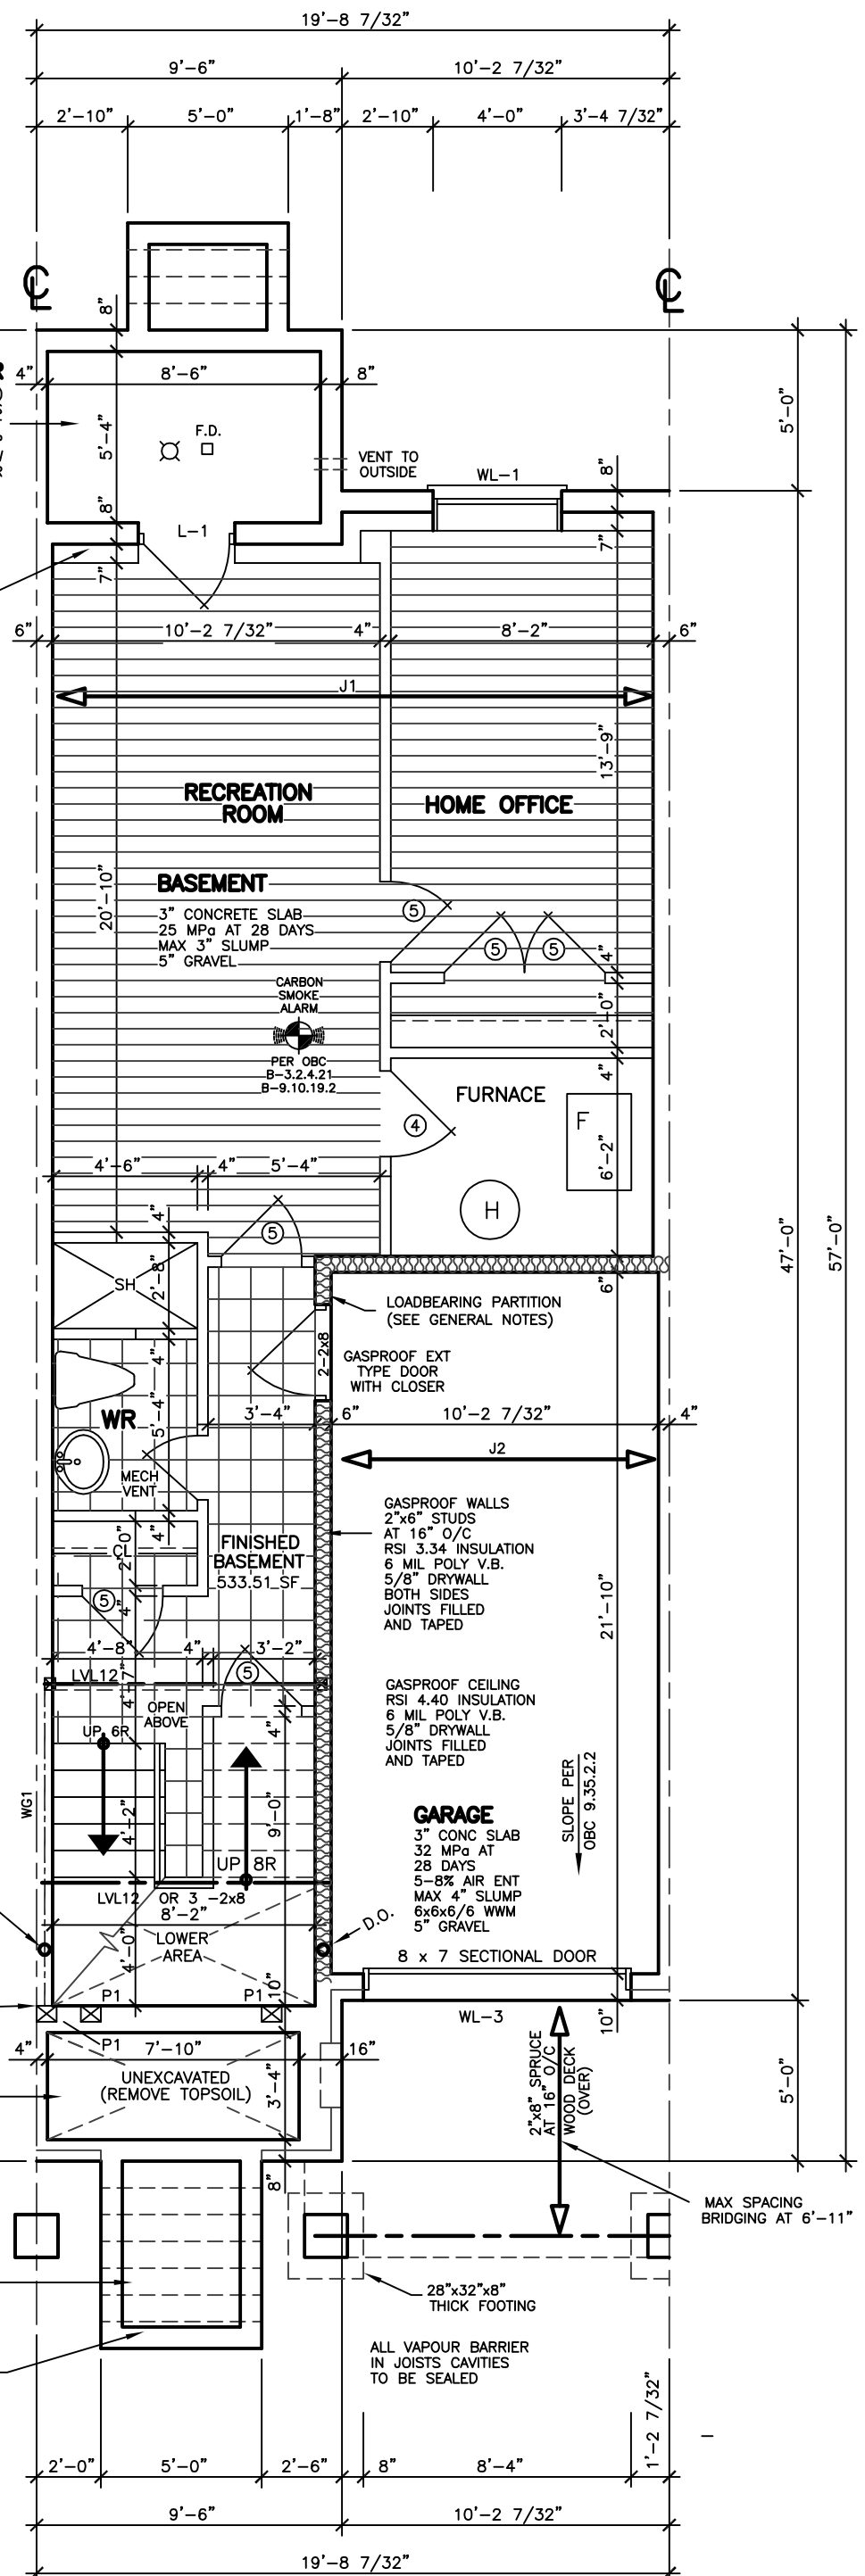 19'-8 7/32"
9'-6" 10'-2 7/32"
2'-10" 5'-0" 1'-8" 2'-10" 4'-0" 3'-4 7/32"
℄ ℄
8"
4" 8'-6" 8"
5'-4"
F.D.
VENT TO
OUTSIDE
5'-0"
WL-1
8"
8"
L-1
7"
7"
6" 10'-2 7/32" 4" 8'-2" 6"
J1
13'-9"
RECREATION
ROOM
HOME OFFICE
BASEMENT
20'-10"
3" CONCRETE SLAB
25 MPa AT 28 DAYS
MAX 3" SLUMP
5" GRAVEL
5
5 5
4"
CARBON
SMOKE
ALARM
2'-0"
PER OBC
B-3.2.4.21
B-9.10.19.2
4"
FURNACE
F
4
6'-2"
4'-6" 4" 5'-4"
H
4"
5
47'-0"
57'-0"
SH
2'-8"
6"
LOADBEARING PARTITION
(SEE GENERAL NOTES)
2-2x8
GASPROOF EXT
TYPE DOOR
WITH CLOSER
4"
WR
5'-4"
3'-4" 6" 10'-2 7/32" 4"
J2
MECH
VENT
GASPROOF WALLS
2"x6" STUDS
AT 16" O/C
RSI 3.34 INSULATION
6 MIL POLY V.B.
5/8" DRYWALL
BOTH SIDES
JOINTS FILLED
AND TAPED
4"
CL
2'-0"
FINISHED
BASEMENT
533.51 SF
5
4"
21'-10"
4'-8" 4" 3'-2"
LVL12
4'-7"
5
GASPROOF CEILING
RSI 4.40 INSULATION
6 MIL POLY V.B.
5/8" DRYWALL
JOINTS FILLED
AND TAPED
OPEN
ABOVE
UP 6R
4"
WG1
4'-2"
9'-0"
SLOPE PER
OBC 9.35.2.2
GARAGE
3" CONC SLAB
32 MPa AT
28 DAYS
5-8% AIR ENT
MAX 4" SLUMP
6x6x6/6 WWM
5" GRAVEL
UP 8R
LVL12 OR 3 -2x8
8'-2"
D.O.
LOWER
AREA
4'-0"
8 x 7 SECTIONAL DOOR
P1 P1
10"
10"
WL-3
P1
4" 7'-10" 16"
UNEXCAVATED
(REMOVE TOPSOIL)
3'-4"
2"x8" SPRUCE
AT 16" O/C
WOOD DECK
(OVER)
5'-0"
8"
MAX SPACING
BRIDGING AT 6'-11"
28"x32"x8"
THICK FOOTING
ALL VAPOUR BARRIER
IN JOISTS CAVITIES
TO BE SEALED
2'-0" 5'-0" 2'-6" 8" 8'-4" 1'-2 7/32"
9'-6" 10'-2 7/32"
19'-8 7/32"